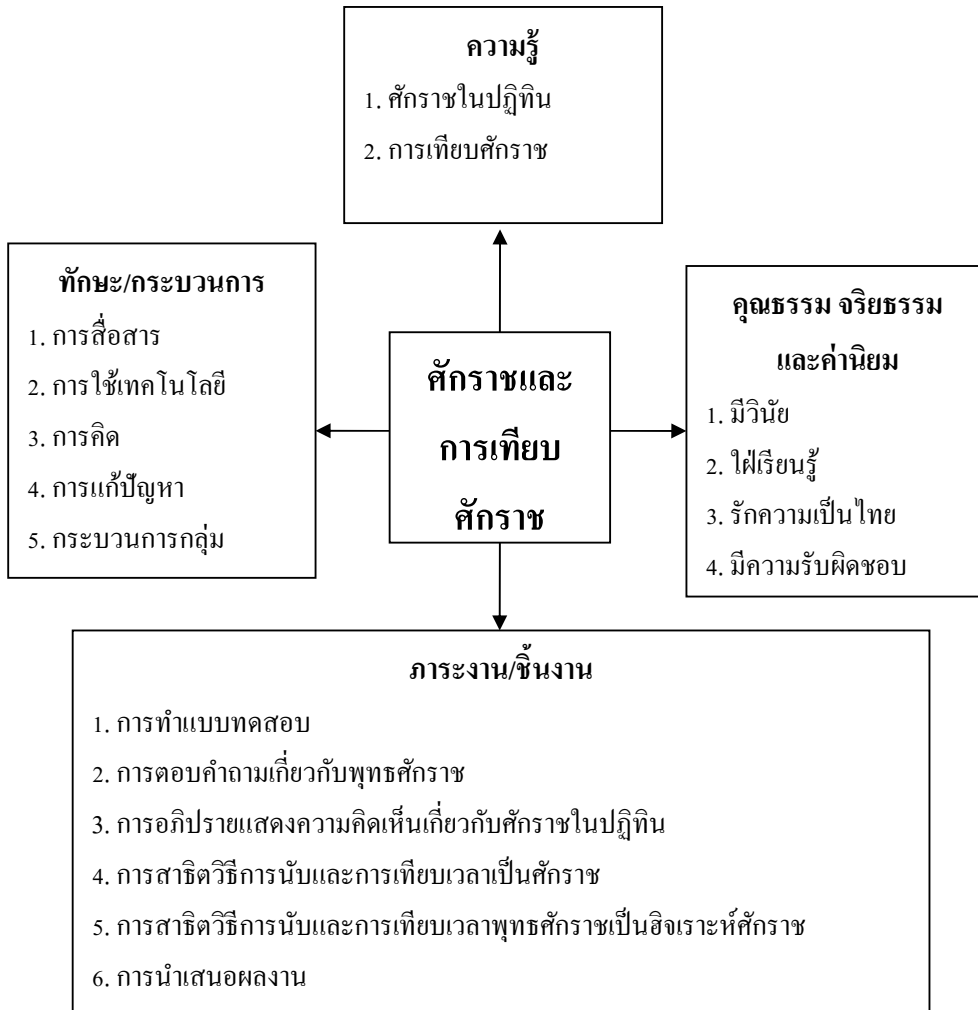 ความรู้
1. ศักราชในปฏิทิน
2. การเทียบศักราช
ทักษะ/กระบวนการ
1. การสื่อสาร
2. การใช้เทคโนโลยี
3. การคิด
4. การแก้ปัญหา
5. กระบวนการกลุ่ม
ศักราชและ
การเทียบ
ศักราช
คุณธรรม จริยธรรม
และค่านิยม
1. มีวินัย
2. ใฝ่เรียนรู้
3. รักความเป็นไทย
4. มีความรับผิดชอบ
ภาระงาน/ชิ้นงาน
1. การทำแบบทดสอบ
2. การตอบคำถามเกี่ยวกับพุทธศักราช
3. การอภิปรายแสดงความคิดเห็นเกี่ยวกับศักราชในปฏิทิน
4. การสาธิตวิธีการนับและการเทียบเวลาเป็นศักราช
5. การสาธิตวิธีการนับและการเทียบเวลาพุทธศักราชเป็นฮิจเราะห์ศักราช
6. การนำเสนอผลงาน